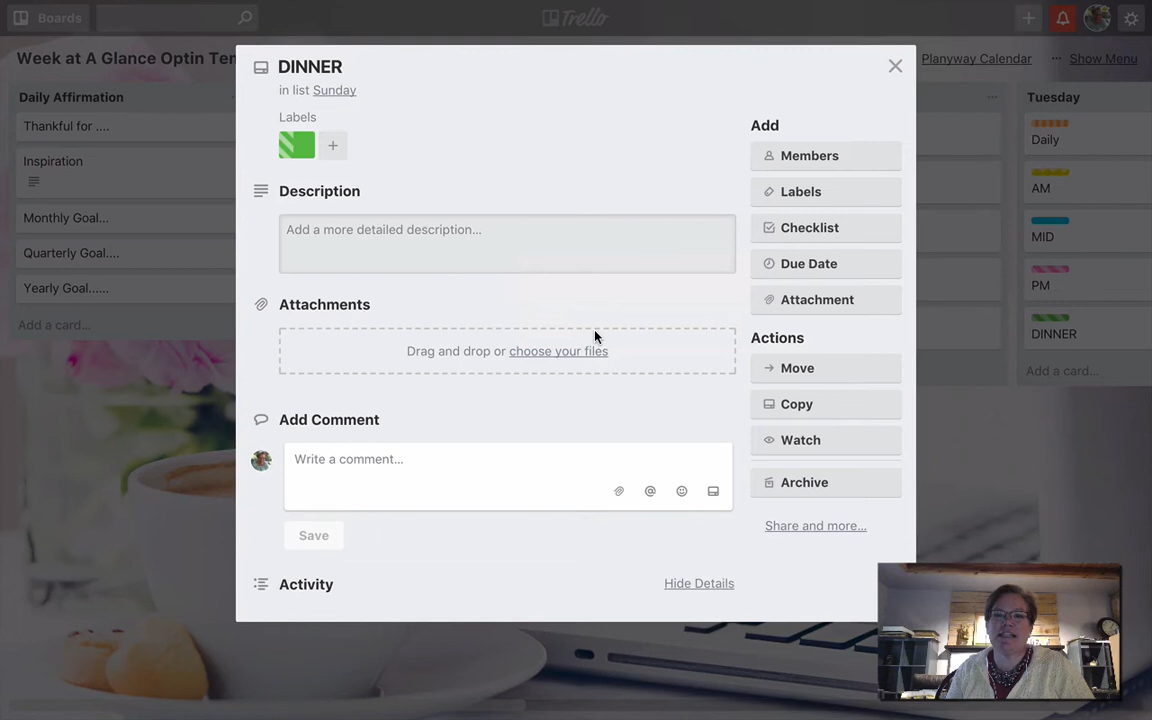 Boards
Trello
Week at A Glance Optin Tem
Planyway Calendar
Show Menu
Daily Affirmation
Thankful for ....
Inspiration
Monthly Goal...
Quarterly Goal....
Yearly Goal......
Add a card...
DINNER
in list Sunday
Labels
Description
Add a more detailed description...
Attachments
Drag and drop or choose your files
Add Comment
Write a comment...
Save
Activity
Hide Details
Add
Members
Labels
Checklist
Due Date
Attachment
Actions
Move
Copy
Watch
Archive
Share and more...
Tuesday
Daily
AM
MID
PM
DINNER
Add a card...